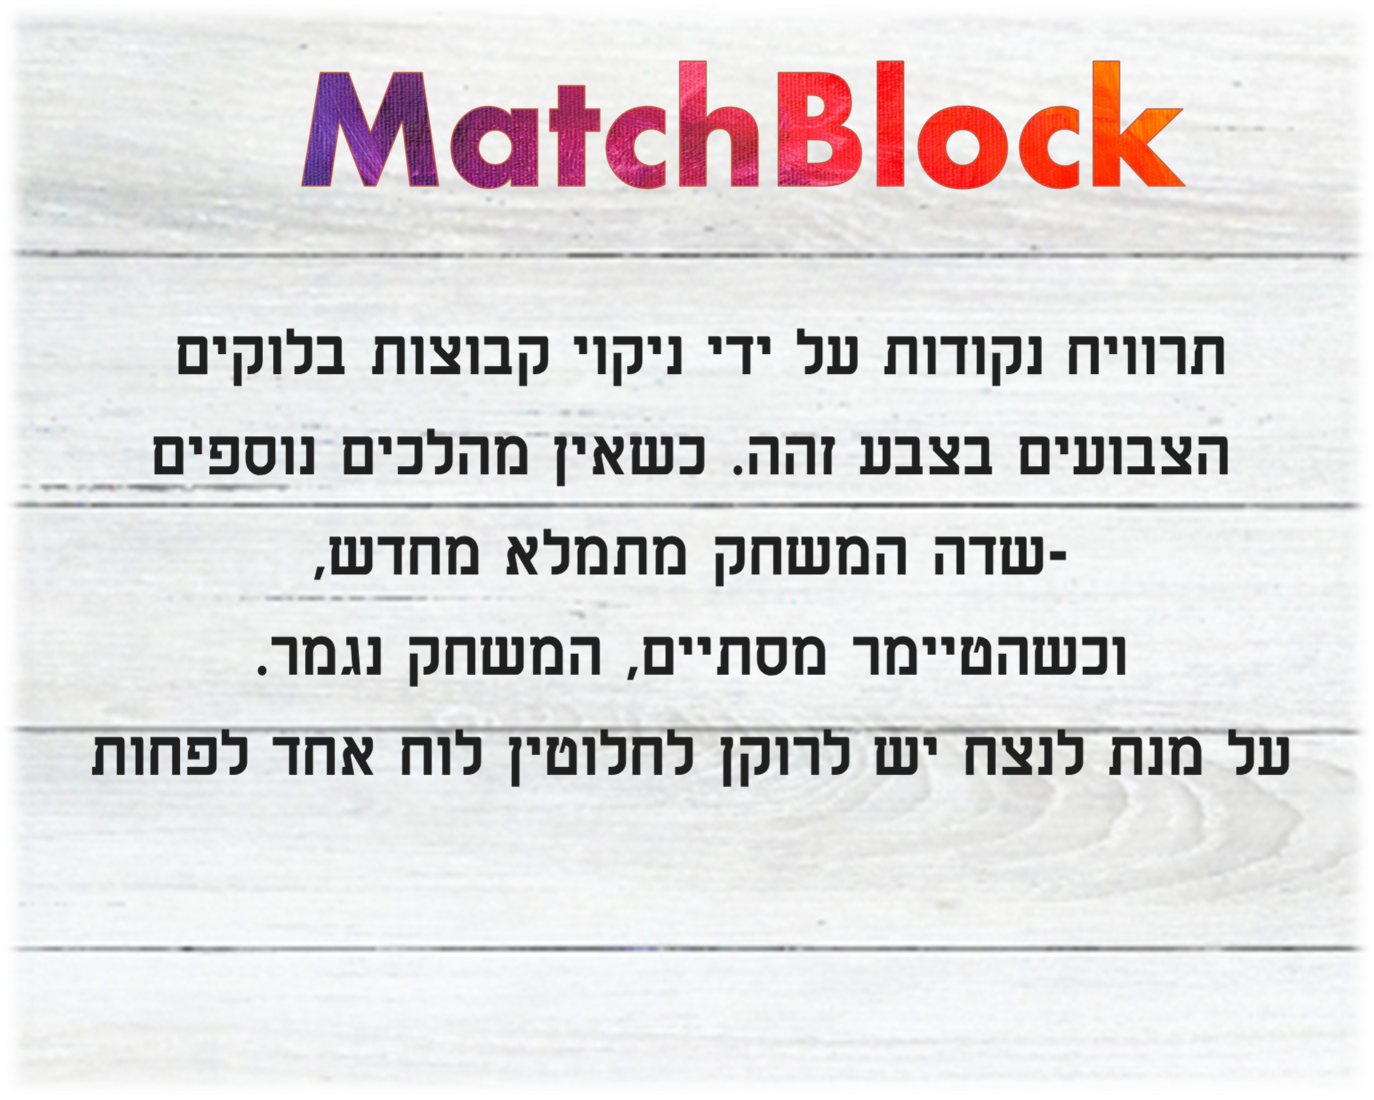 MatchBlock
תרוויח נקודות על ידי ניקוי קבוצות בלוקים
הצבועים בצבע זהה. כשאין מהלכים נוספים
-שדה המשחק מתמלא מחדש,
וכשהטיימר מסתיים, המשחק נגמר.
על מנת לנצח יש לרוקן לחלוטין לוח אחד לפחות